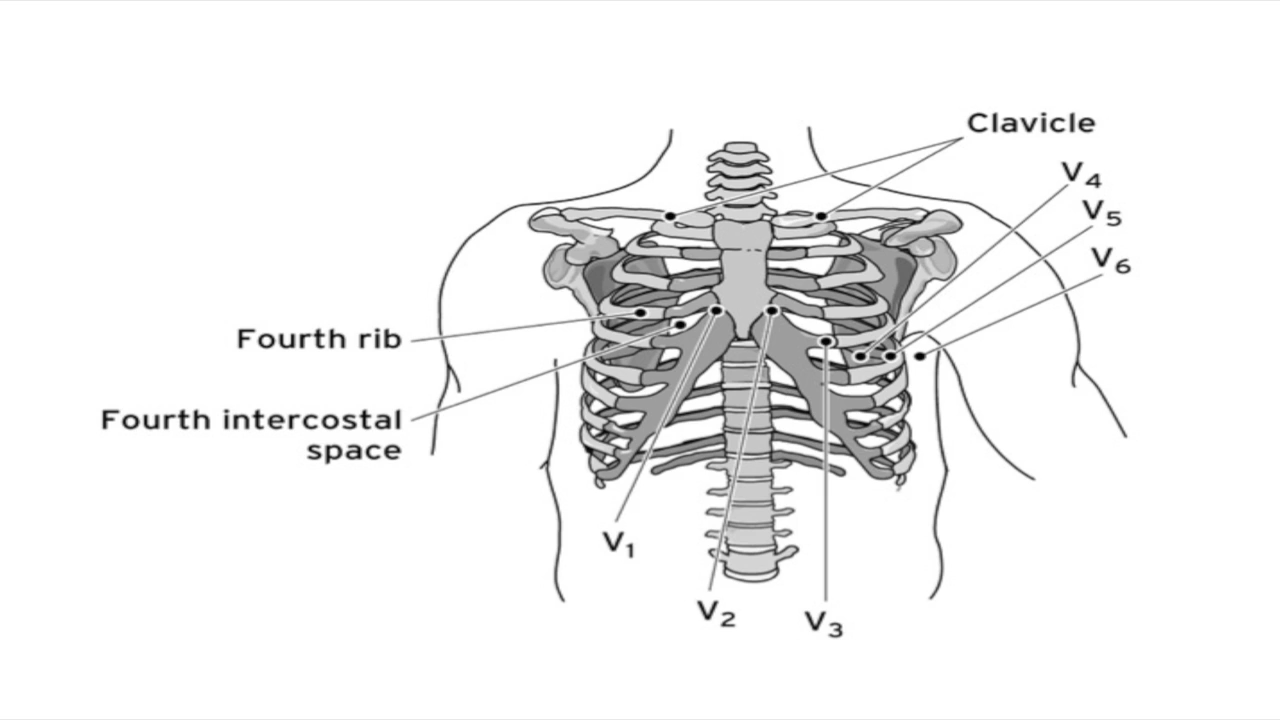 Clavicle
V4
V5
V6
Fourth rib
Fourth intercostal
space
V1
V2
V3